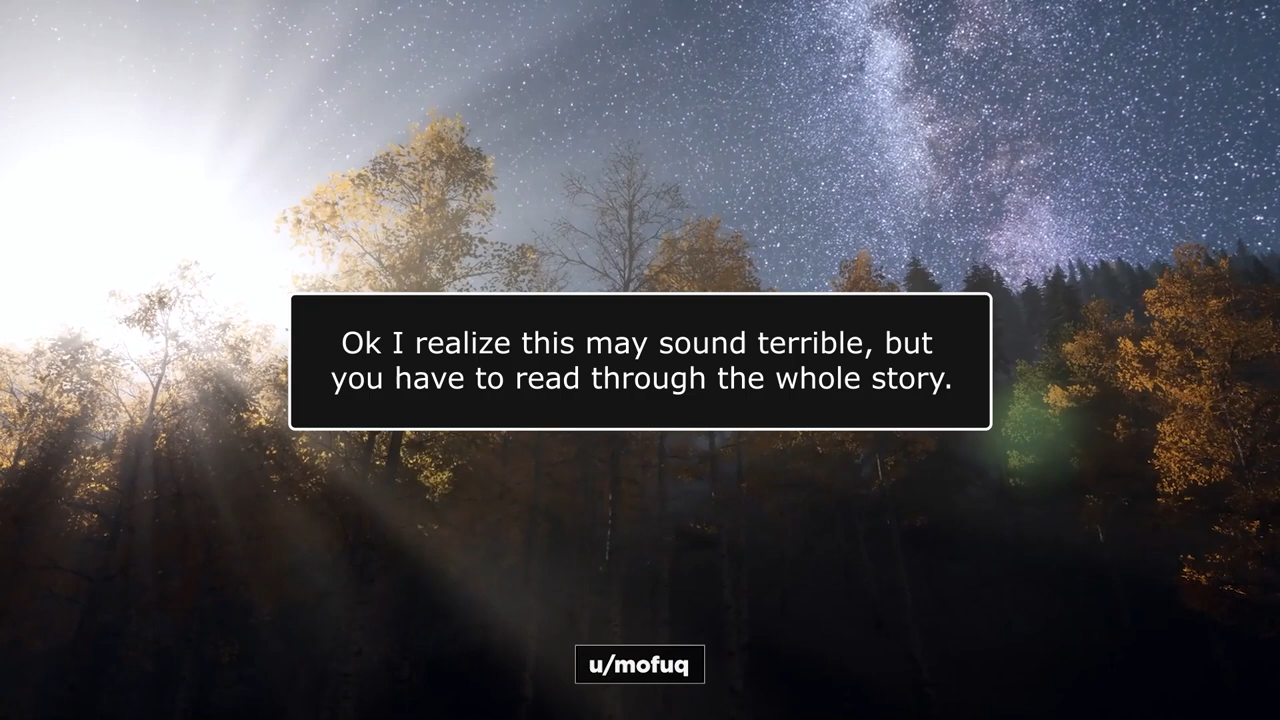 Ok I realize this may sound terrible, but
you have to read through the whole story.
u/mofuq